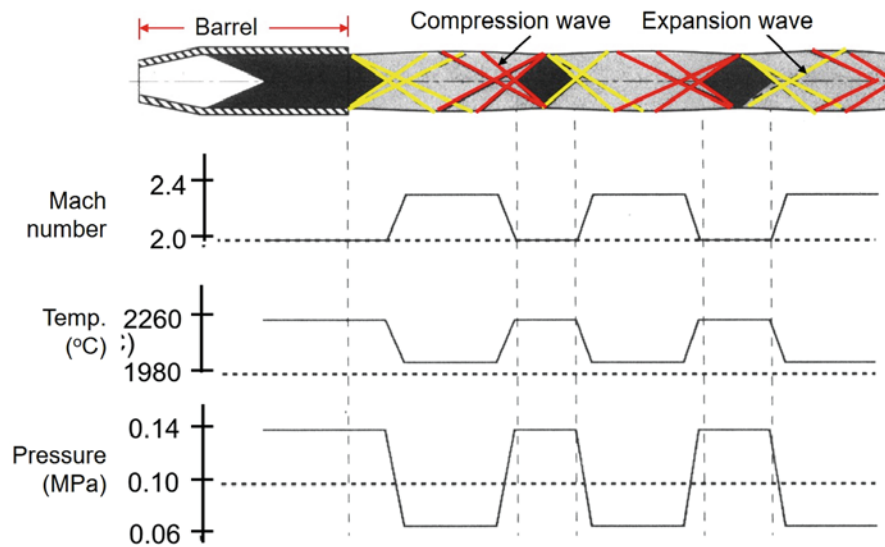 Barrel
Compression wave
Expansion wave
Mach
number
2.4
2.0
Temp.
(°C)
:)
2260
1980
Pressure
(MPa)
0.14
0.10
0.06